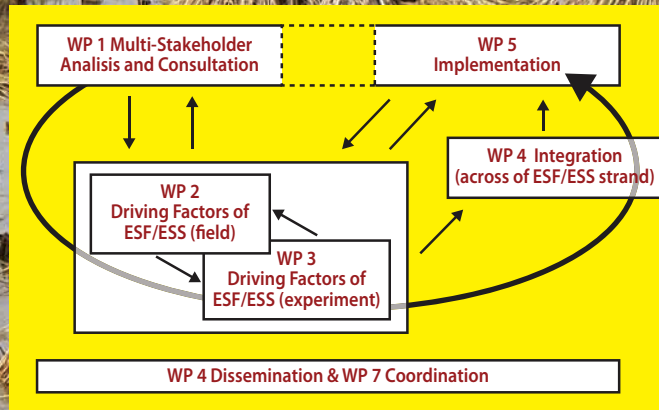 WP 1 Multi-Stakeholder
Analisis and Consultation
WP 5
Implementation
WP 4 Integration
(across of ESF/ESS strand)
WP 2
Driving Factors of
ESF/ESS (field)
WP 3
Driving Factors of
ESF/ESS (experiment)
WP 4 Dissemination & WP 7 Coordination